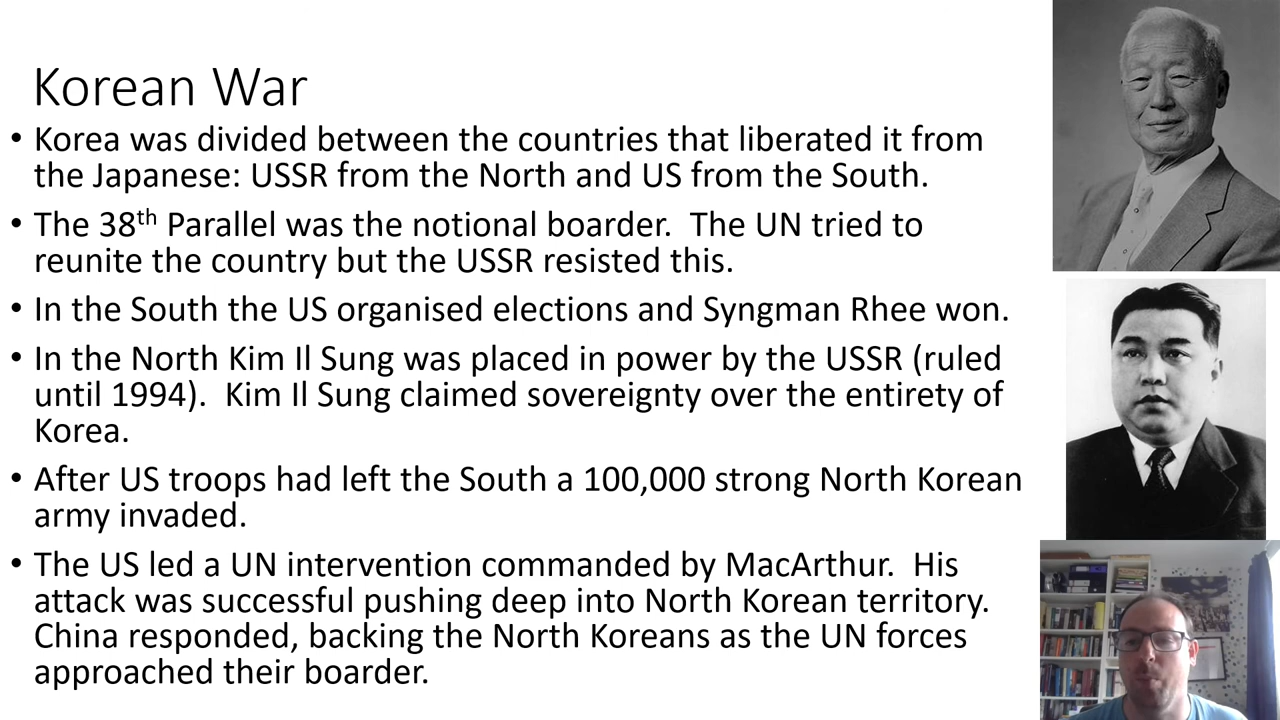 Korean War
• Korea was divided between the countries that liberated it from
the Japanese: USSR from the North and US from the South.
• The 38th Parallel was the notional boarder.  The UN tried to
reunite the country but the USSR resisted this.
• In the South the US organised elections and Syngman Rhee won.
• In the North Kim Il Sung was placed in power by the USSR (ruled
until 1994).  Kim Il Sung claimed sovereignty over the entirety of
Korea.
• After US troops had left the South a 100,000 strong North Korean
army invaded.
• The US led a UN intervention commanded by MacArthur.  His
attack was successful pushing deep into North Korean territory.
China responded, backing the North Koreans as the UN forces
approached their boarder.